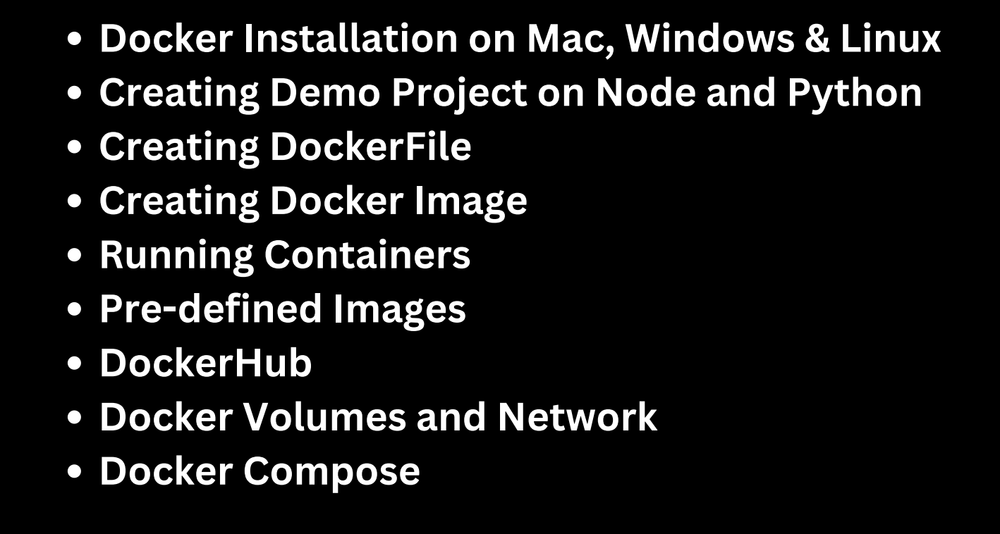 • Docker Installation on Mac, Windows & Linux
• Creating Demo Project on Node and Python
• Creating DockerFile
• Creating Docker Image
• Running Containers
• Pre-defined Images
• DockerHub
• Docker Volumes and Network
• Docker Compose